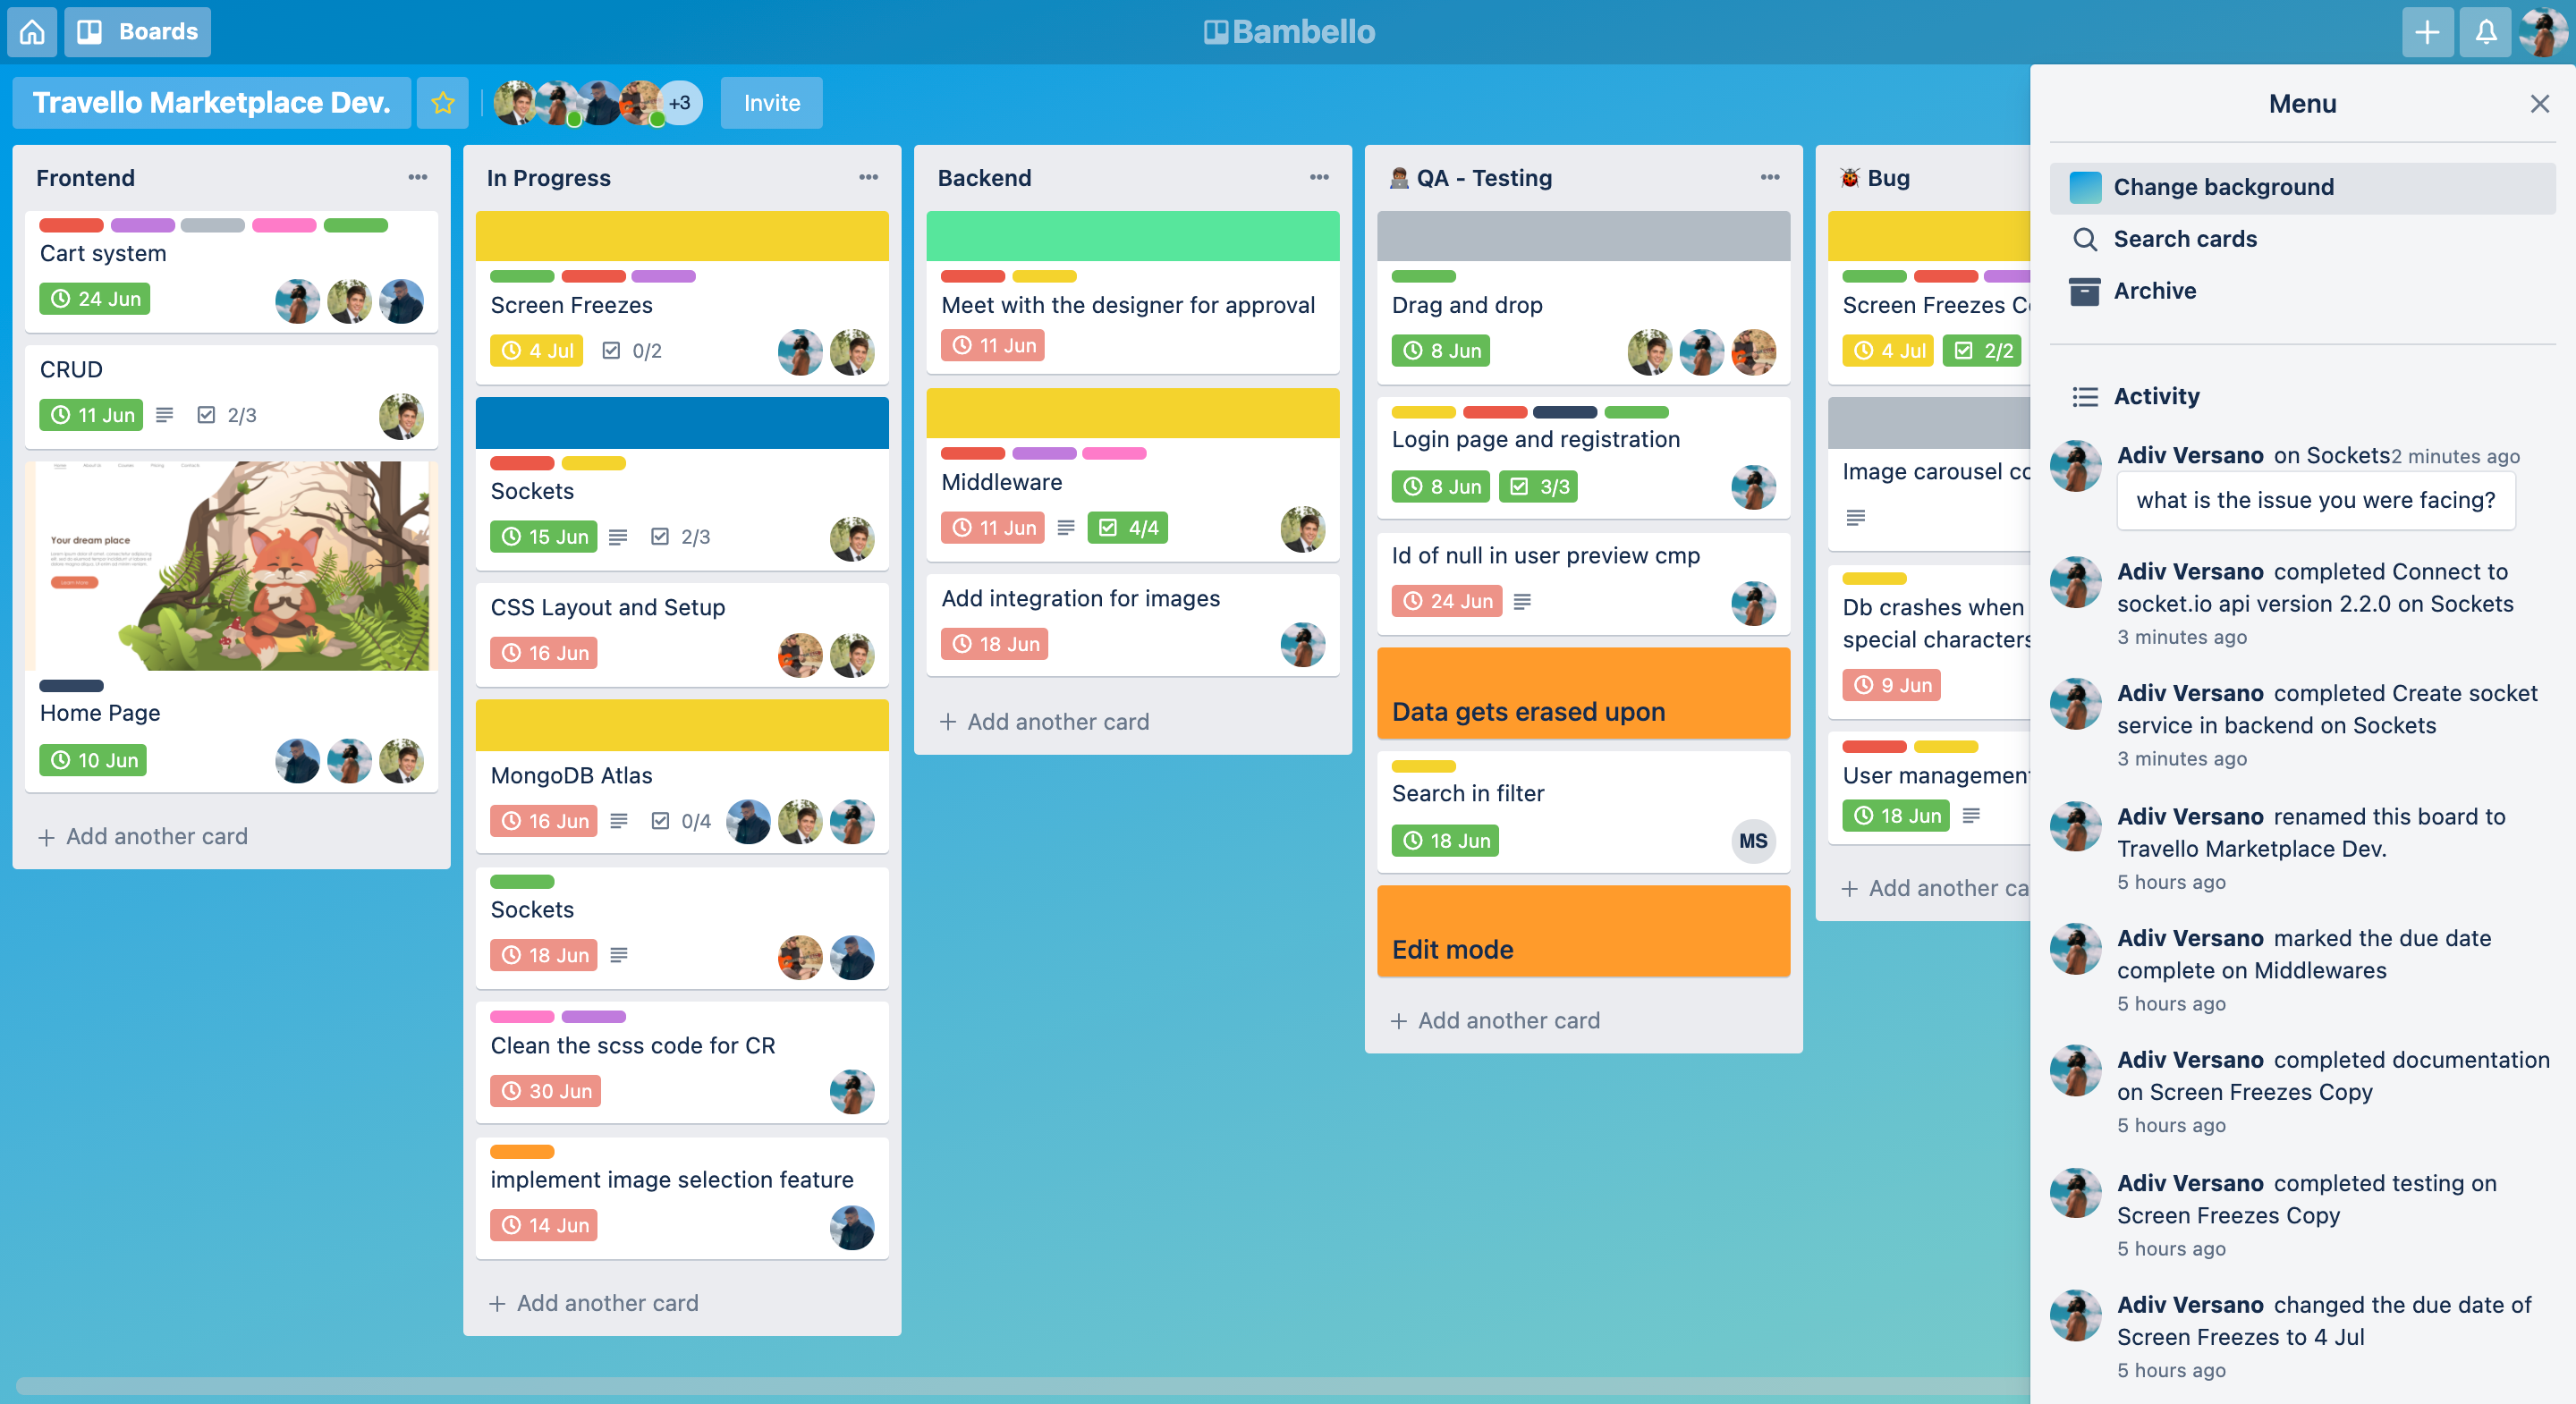 Boards
Bambello
Travello Marketplace Dev.
+3
Invite
Frontend
Cart system
24 Jun
CRUD
11 Jun
2/3
Your dream place
Home Page
10 Jun
Add another card
In Progress
Screen Freezes
4 Jul
0/2
Sockets
15 Jun
2/3
CSS Layout and Setup
16 Jun
MongoDB Atlas
16 Jun
0/4
Sockets
18 Jun
Clean the scss code for CR
30 Jun
implement image selection feature
14 Jun
Add another card
Backend
Meet with the designer for approval
11 Jun
Middleware
11 Jun
4/4
Add integration for images
18 Jun
Add another card
QA - Testing
Drag and drop
8 Jun
Login page and registration
8 Jun
3/3
Id of null in user preview cmp
24 Jun
Data gets erased upon
Search in filter
18 Jun
MS
Edit mode
Add another card
Bug
Screen Freezes C
4 Jul
2/2
Image carousel co
Db crashes when
special characters
9 Jun
User management
18 Jun
Add another ca
Menu
Change background
Search cards
Archive
Activity
Adiv Versano on Sockets2 minutes ago
what is the issue you were facing?
Adiv Versano completed Connect to
socket.io api version 2.2.0 on Sockets
3 minutes ago
Adiv Versano completed Create socket
service in backend on Sockets
3 minutes ago
Adiv Versano renamed this board to
Travello Marketplace Dev.
5 hours ago
Adiv Versano marked the due date
complete on Middlewares
5 hours ago
Adiv Versano completed documentation
on Screen Freezes Copy
5 hours ago
Adiv Versano completed testing on
Screen Freezes Copy
5 hours ago
Adiv Versano changed the due date of
Screen Freezes to 4 Jul
5 hours ago